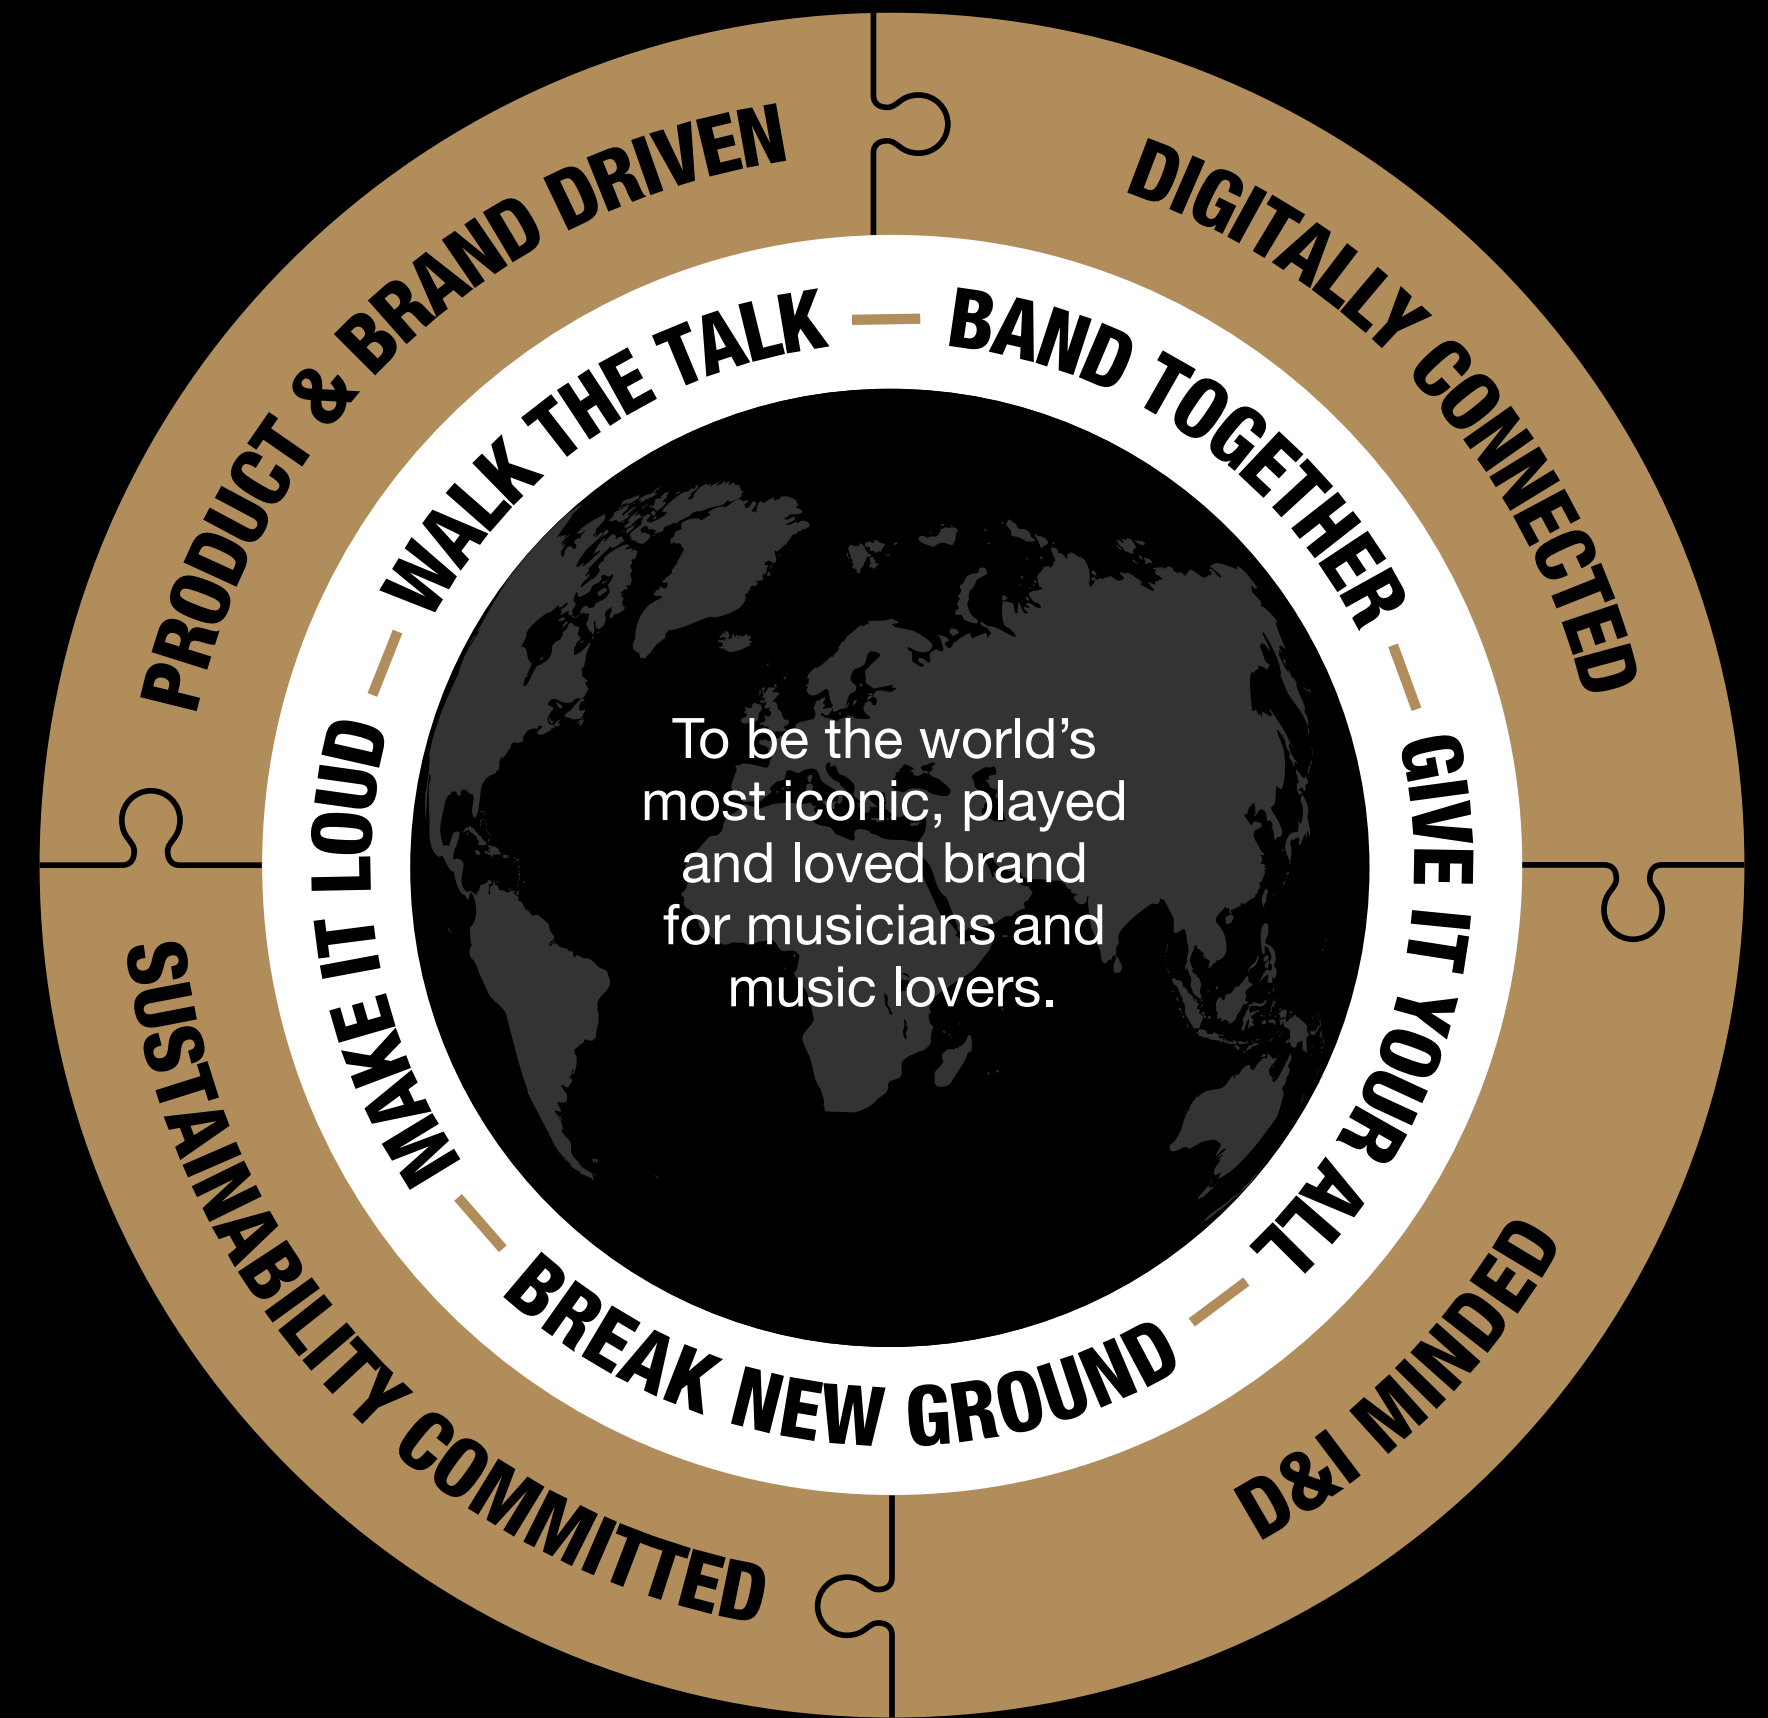 PRODUCT & BRAND DRIVEN
DIGITALLY CONNECTED
D&I MINDED
SUSTAINABILITY COMMITTED
WALK THE TALK —
BAND TOGETHER —
GIVE IT YOUR ALL —
BREAK NEW GROUND —
MAKE IT LOUD —
To be the world’s
most iconic, played
and loved brand
for musicians and
music lovers.